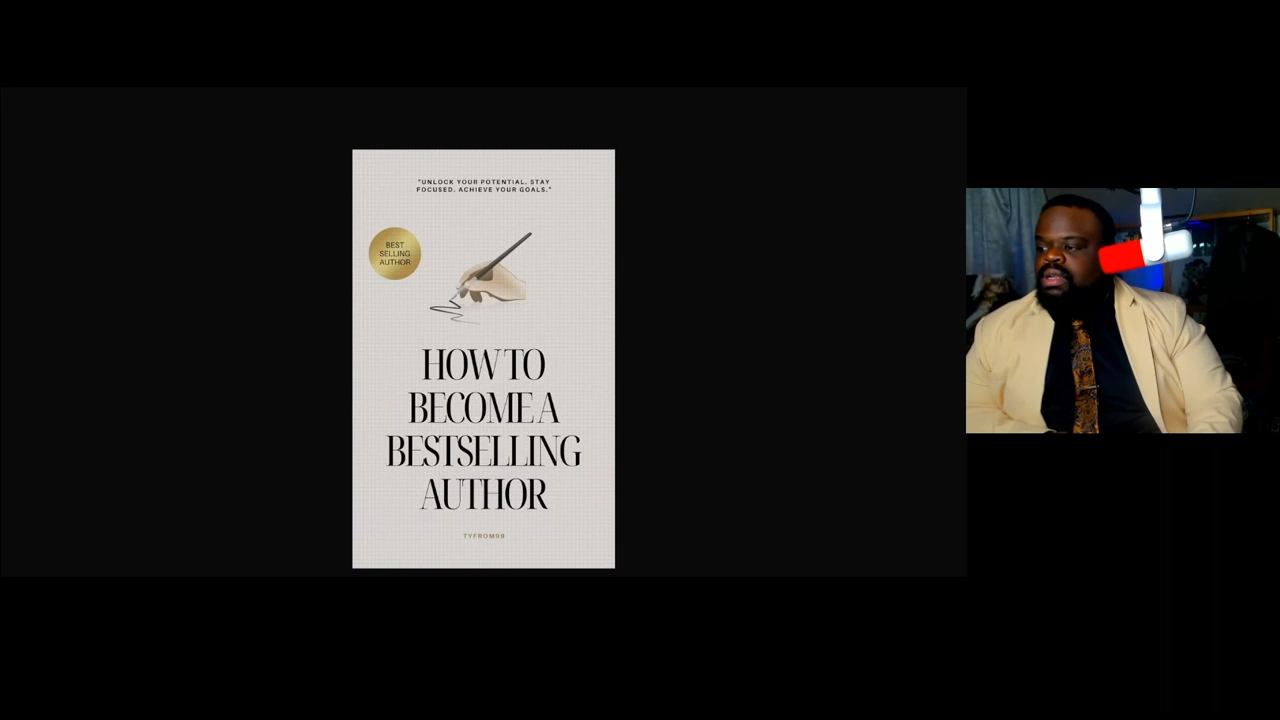 "UNLOCK YOUR POTENTIAL. STAY
FOCUSED. ACHIEVE YOUR GOALS."
BEST
SELLING
AUTHOR
HOW TO
BECOME A
BESTSELLING
AUTHOR
TYFROM99